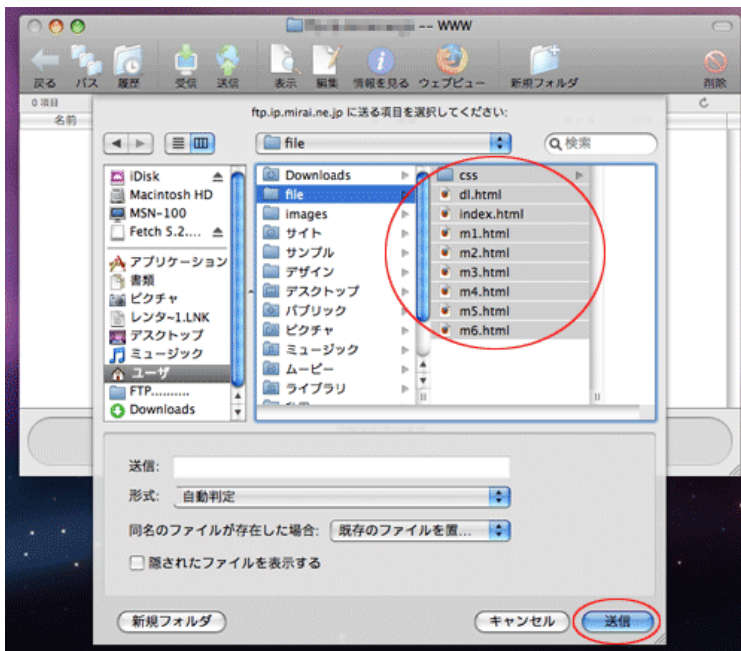 -- WWW
戻る パス 履歴 受信 送信 表示 編集 情報を見る ウェブビュー 新規フォルダ 削除
0 項目
名前
ftp.ip.mirai.ne.jp に送る項目を選択してください:
file
検索
iDisk
Macintosh HD
MSN-100
Fetch 5.2....
アプリケーション
書類
ピクチャ
レンタ~1.LNK
デスクトップ
ミュージック
ユーザ
FTP..........
Downloads
Downloads
file
images
サイト
サンプル
デザイン
デスクトップ
パブリック
ピクチャ
ミュージック
ムービー
ライブラリ
css
dl.html
index.html
m1.html
m2.html
m3.html
m4.html
m5.html
m6.html
送信:
形式: 自動判定
同名のファイルが存在した場合: 既存のファイルを置...
隠されたファイルを表示する
新規フォルダ キャンセル 送信